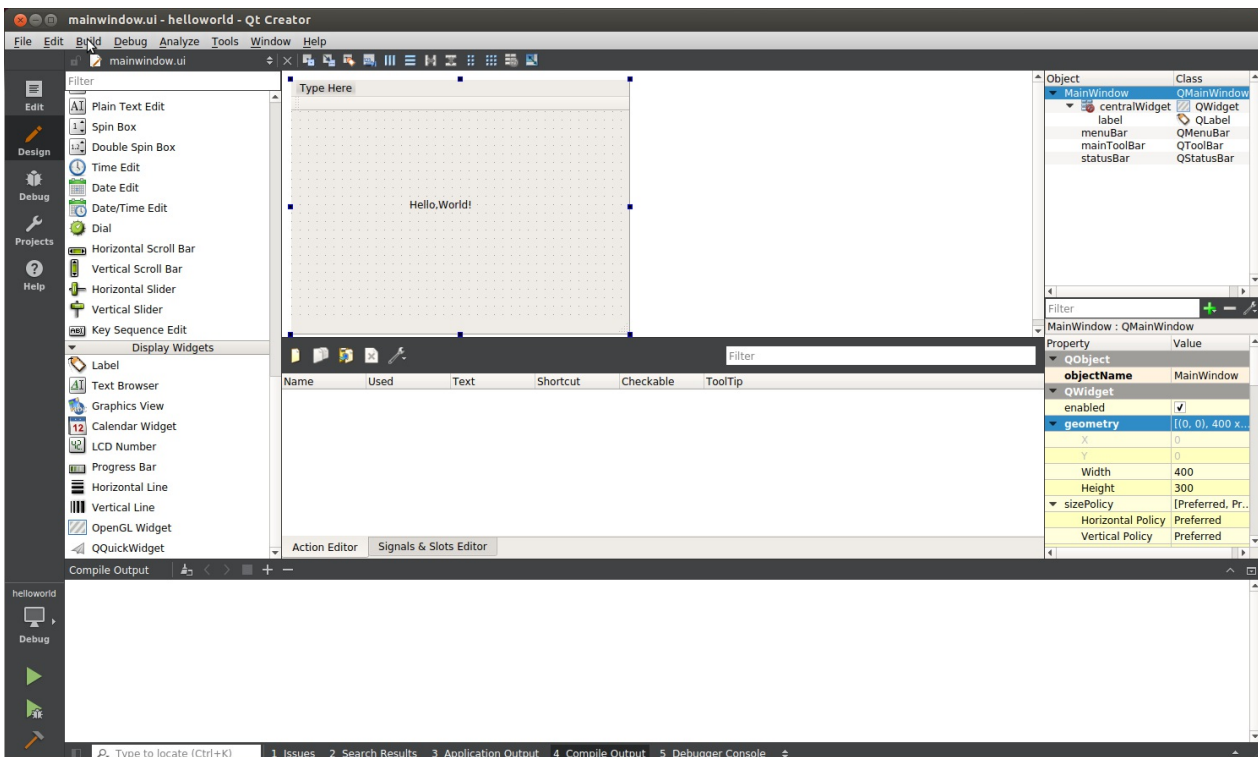 mainwindow.ui - helloworld - Qt Creator
File Edit Build Debug Analyze Tools Window Help
mainwindow.ui
Edit
Design
Debug
Projects
Help
helloworld
Debug
Filter
Plain Text Edit
Spin Box
Double Spin Box
Time Edit
Date Edit
Date/Time Edit
Dial
Horizontal Scroll Bar
Vertical Scroll Bar
Horizontal Slider
Vertical Slider
Key Sequence Edit
Display Widgets
Label
Text Browser
Graphics View
Calendar Widget
LCD Number
Progress Bar
Horizontal Line
Vertical Line
OpenGL Widget
QQuickWidget
Type Here
Hello,World!
Filter
Name Used Text Shortcut Checkable ToolTip
Action Editor Signals & Slots Editor
Object Class
MainWindow QMainWindow
centralWidget QWidget
label QLabel
menuBar QMenuBar
mainToolBar QToolBar
statusBar QStatusBar
Filter
MainWindow : QMainWindow
Property Value
QObject
objectName MainWindow
QWidget
enabled
geometry [(0, 0), 400 x...
X 0
Y 0
Width 400
Height 300
sizePolicy [Preferred, Pr...
Horizontal Policy Preferred
Vertical Policy Preferred
Compile Output
Type to locate (Ctrl+K) 1 Issues 2 Search Results 3 Application Output 4 Compile Output 5 Debugger Console